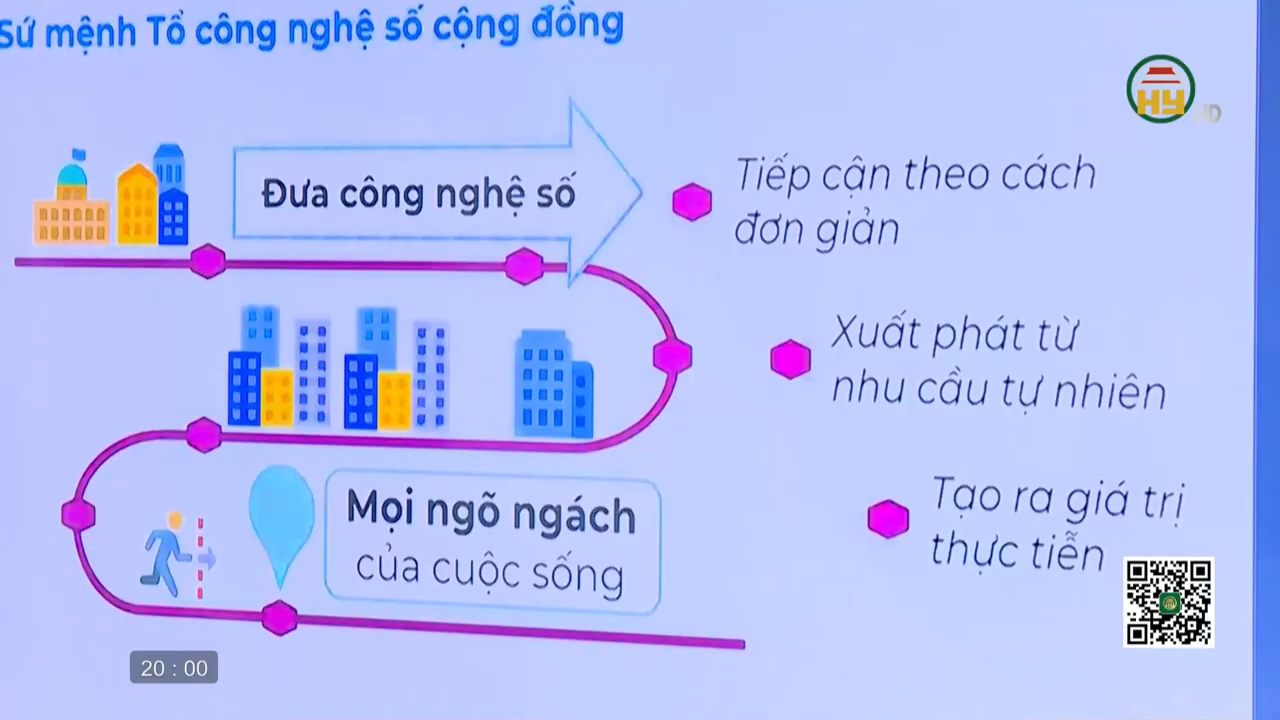 Sứ mệnh Tổ công nghệ số cộng đồng
HY
HD
Đưa công nghệ số
Tiếp cận theo cách
đơn giản
Xuất phát từ
nhu cầu tự nhiên
Mọi ngõ ngách
của cuộc sống
Tạo ra giá trị
thực tiễn
20 : 00